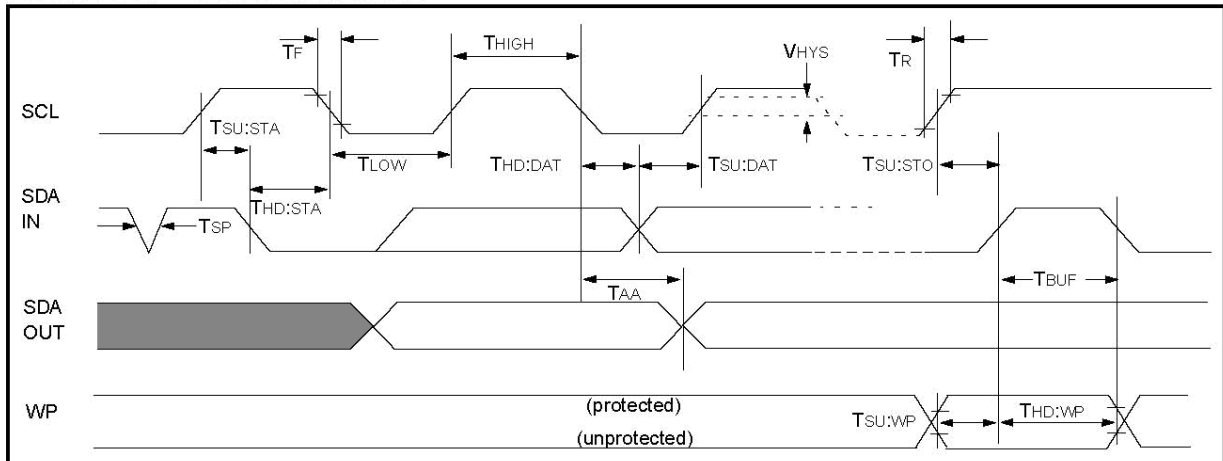 TF
THIGH
VHYS
TR
SCL
TSU:STA
TLOW
THD:DAT
TSU:DAT
TSU:STO
SDA
IN
TSP
THD:STA
TAA
TBUF
SDA
OUT
WP
(protected)
(unprotected)
TSU:WP
THD:WP